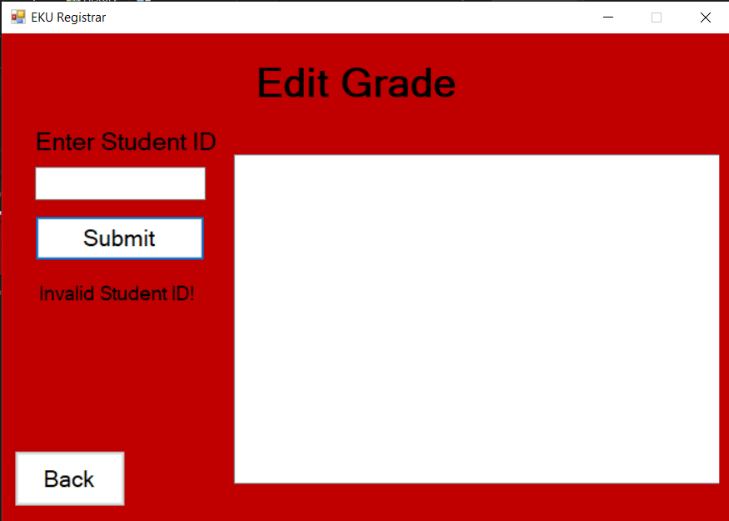 EKU Registrar
Edit Grade
Enter Student ID
Submit
Invalid Student ID!
Back